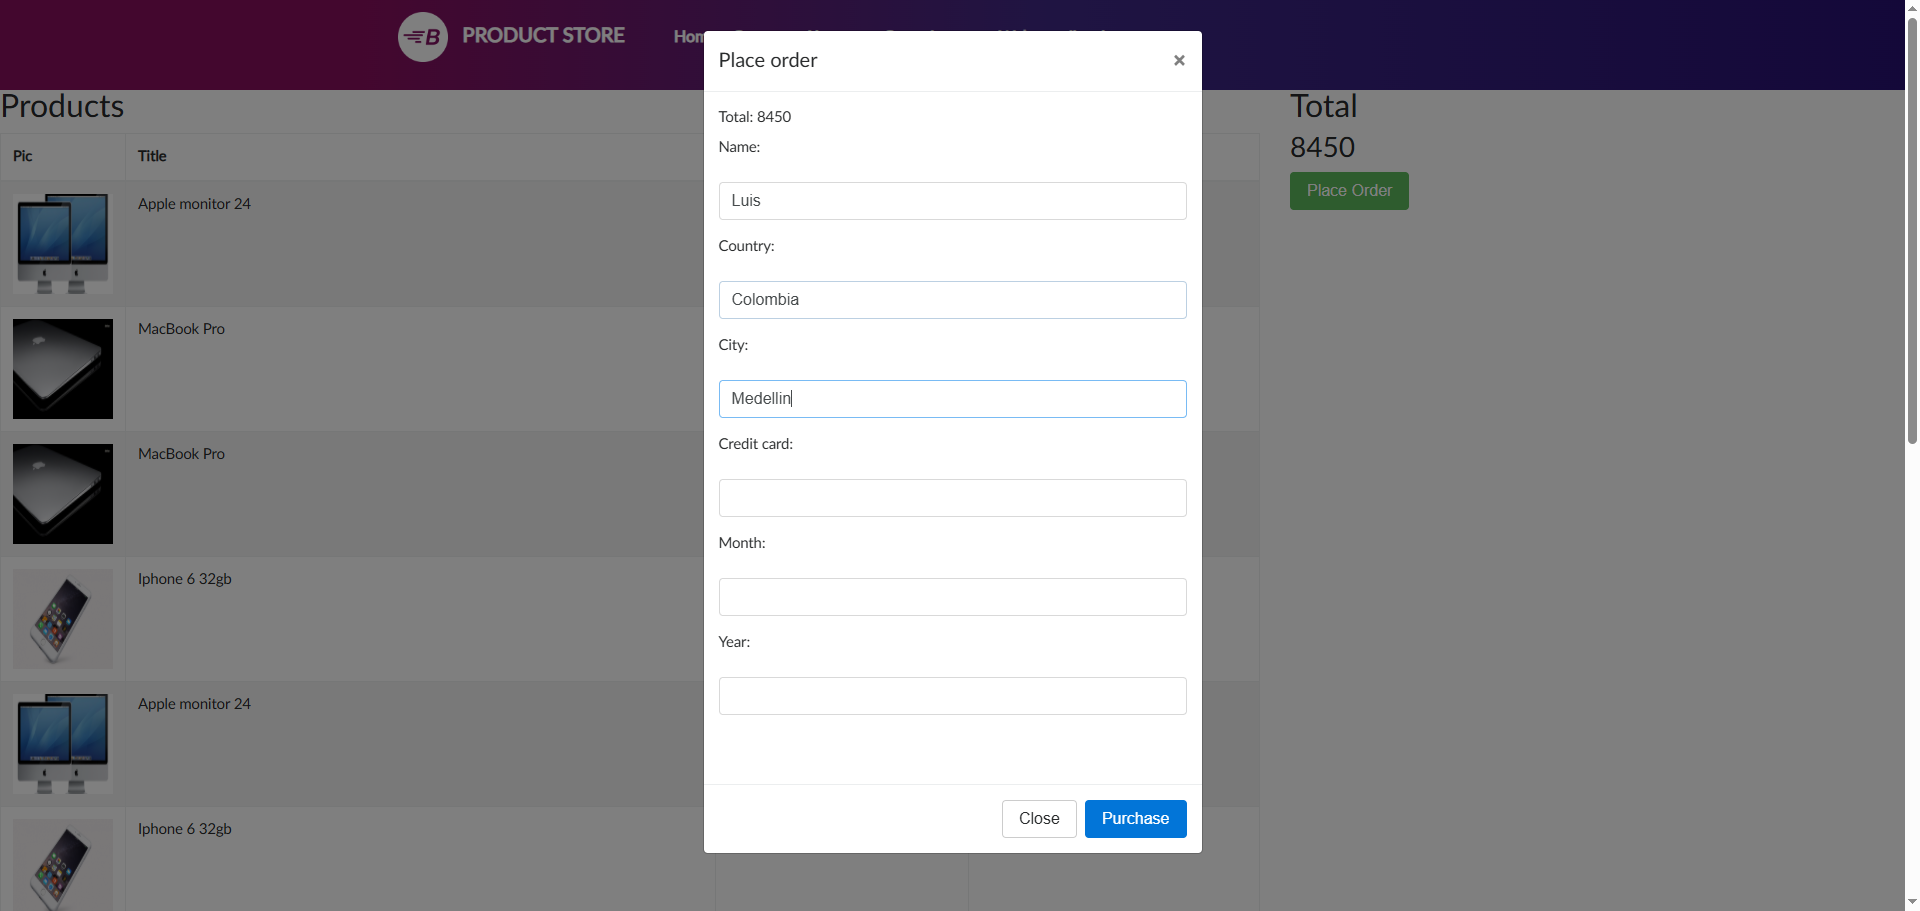 B PRODUCT STORE
Place order
×
Total: 8450
Name:
Luis
Country:
Colombia
City:
Medellin
Credit card:
Month:
Year:
Close
Purchase
Products
Pic
Title
Apple monitor 24
MacBook Pro
MacBook Pro
Iphone 6 32gb
Apple monitor 24
Iphone 6 32gb
Total
8450
Place Order